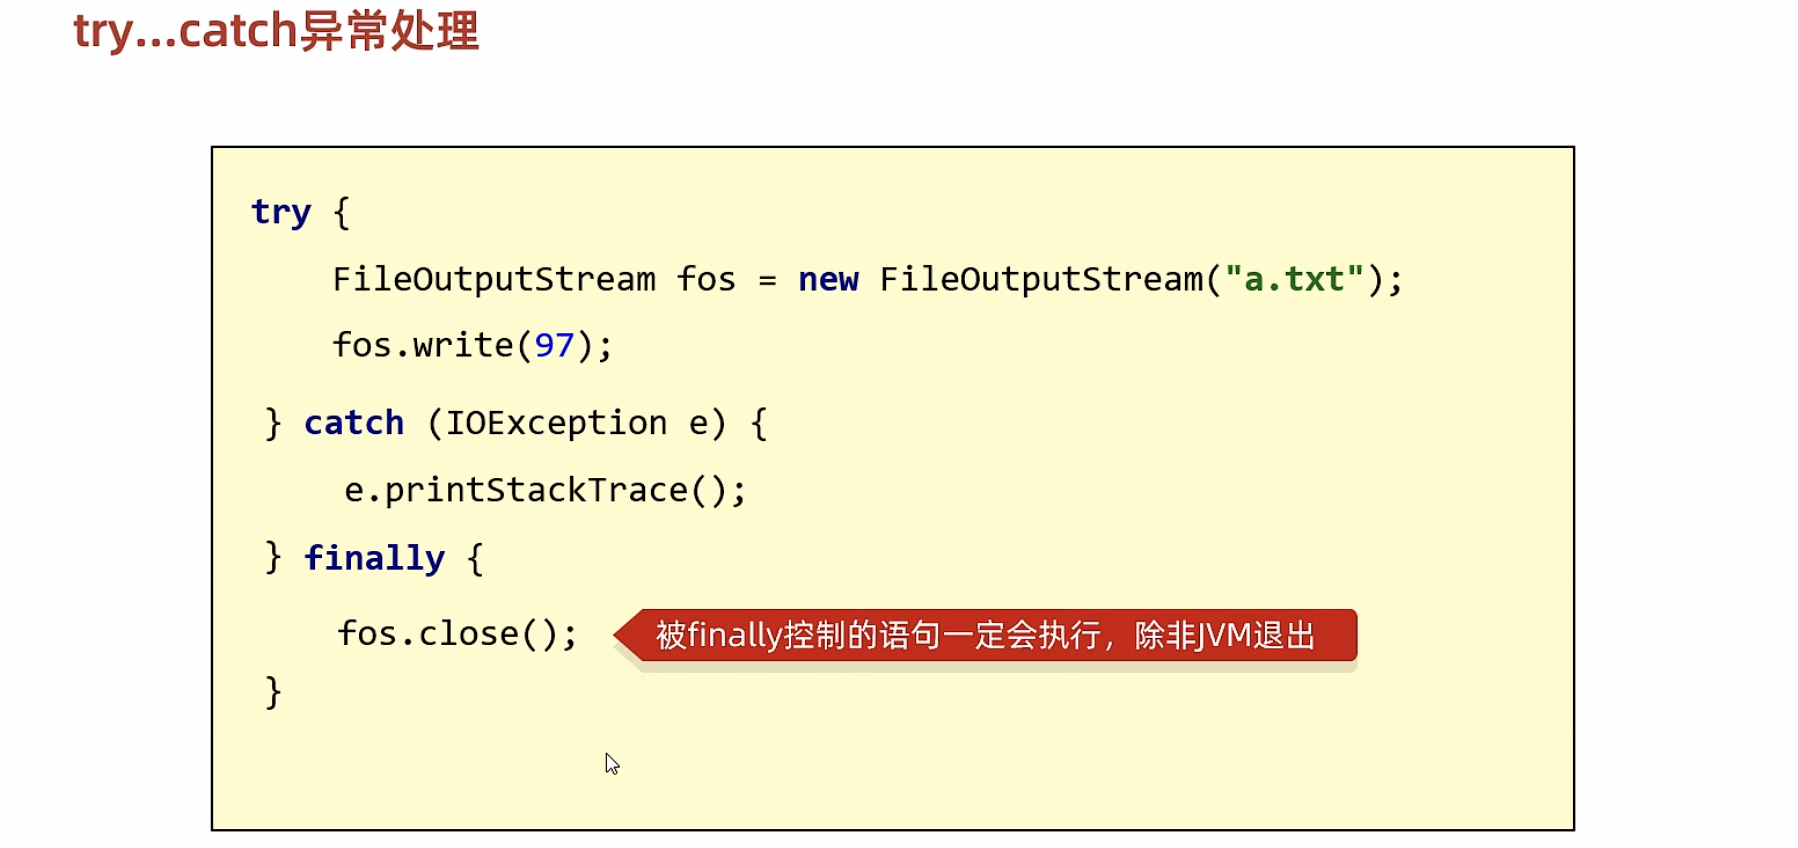 try...catch异常处理
try {
FileOutputStream fos = new FileOutputStream("a.txt");
fos.write(97);
} catch (IOException e) {
e.printStackTrace();
} finally {
fos.close();
被finally控制的语句一定会执行，除非JVM退出
}